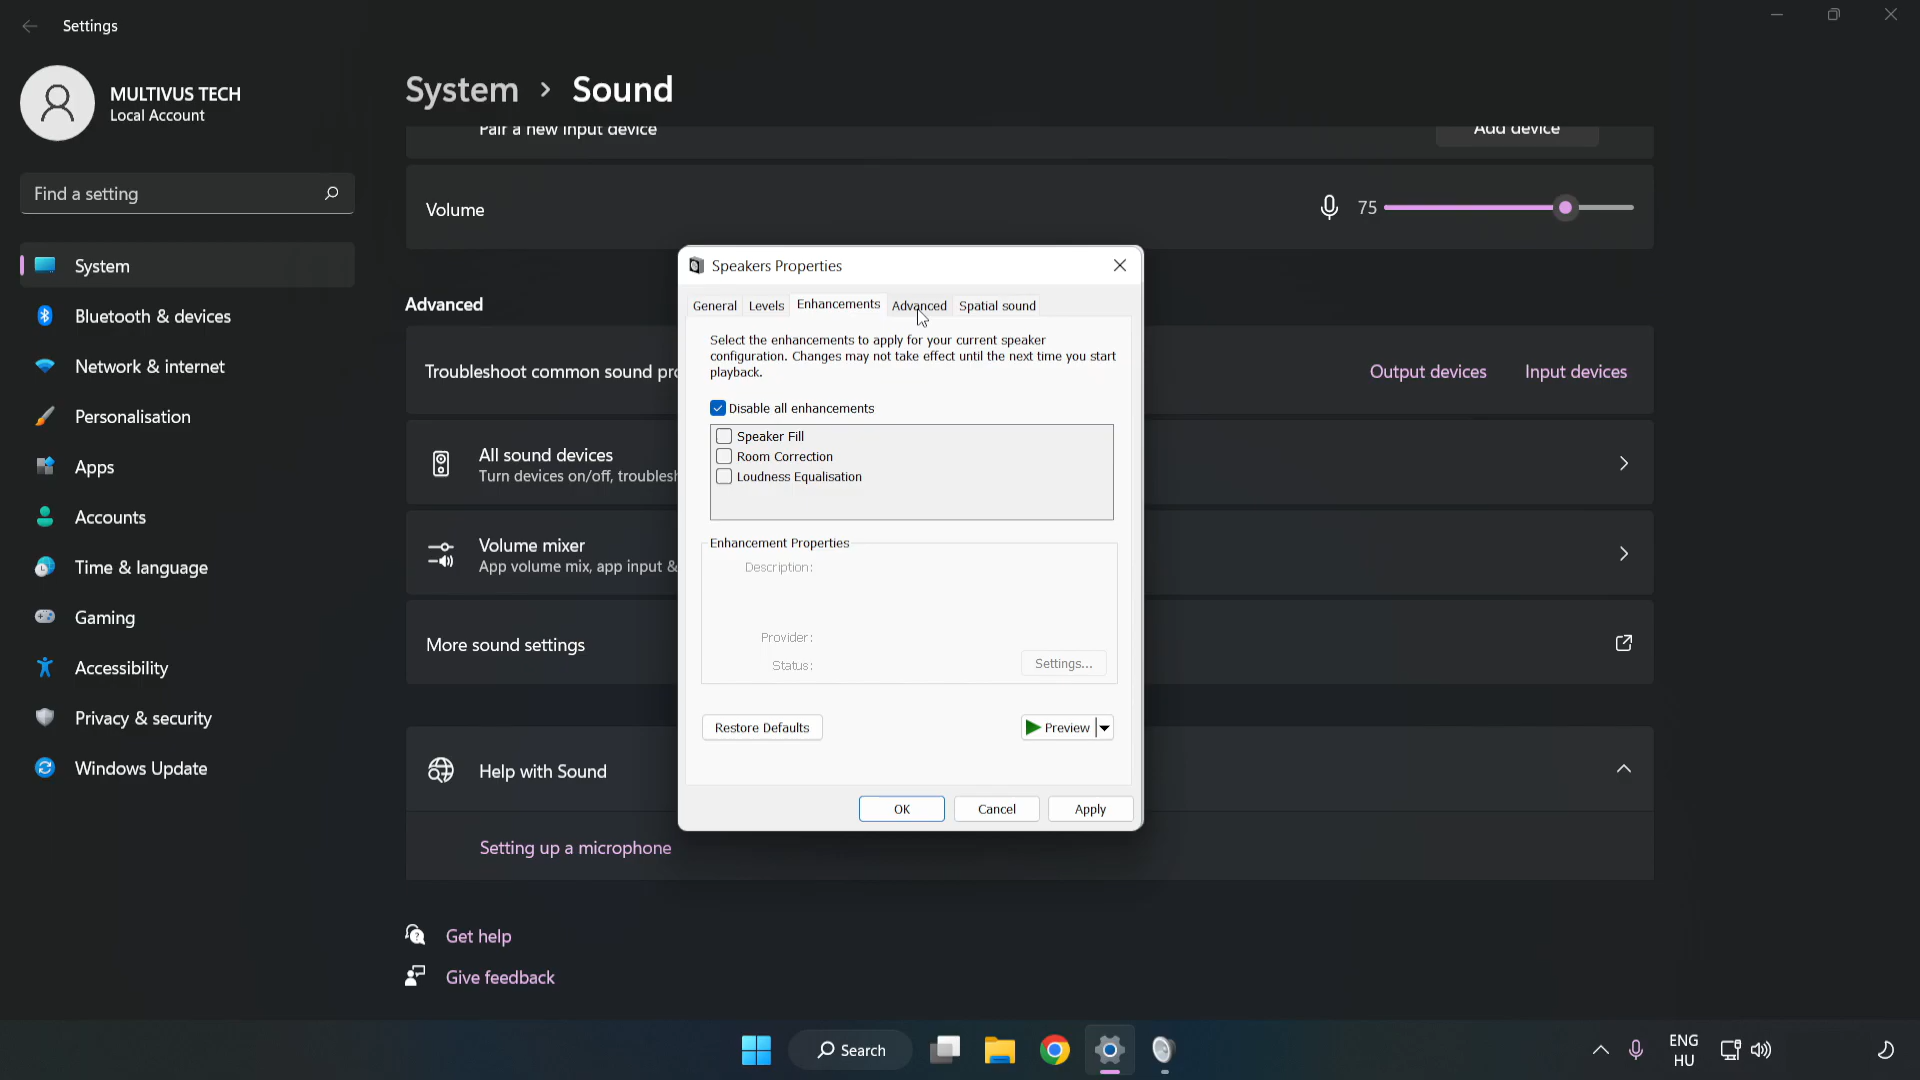 Settings
MULTIVUS TECH
Local Account
Find a setting
System
Bluetooth & devices
Network & internet
Personalisation
Apps
Accounts
Time & language
Gaming
Accessibility
Privacy & security
Windows Update
System > Sound
Pair a new input device
Add device
Volume
75
Advanced
Troubleshoot common sound pro
Output devices
Input devices
All sound devices
Turn devices on/off, troublesh
Volume mixer
App volume mix, app input &
More sound settings
Help with Sound
Setting up a microphone
Get help
Give feedback
Speakers Properties
General Levels Enhancements Advanced Spatial sound
Select the enhancements to apply for your current speaker
configuration. Changes may not take effect until the next time you start
playback.
Disable all enhancements
Speaker Fill
Room Correction
Loudness Equalisation
Enhancement Properties
Description:
Provider:
Status:
Settings...
Restore Defaults
Preview
OK
Cancel
Apply
Search
ENG
HU